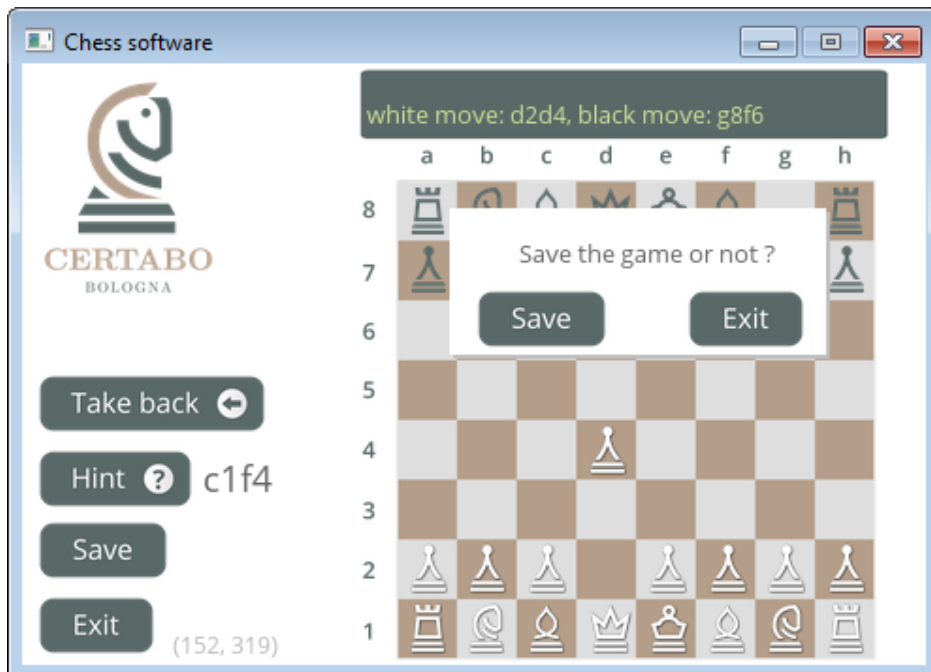 Chess software
CERTABO
BOLOGNA
white move: d2d4, black move: g8f6
a b c d e f g h
8
7
6
5
4
3
2
1
Save the game or not ?
Save Exit
Take back
Hint ? c1f4
Save
Exit
(152, 319)